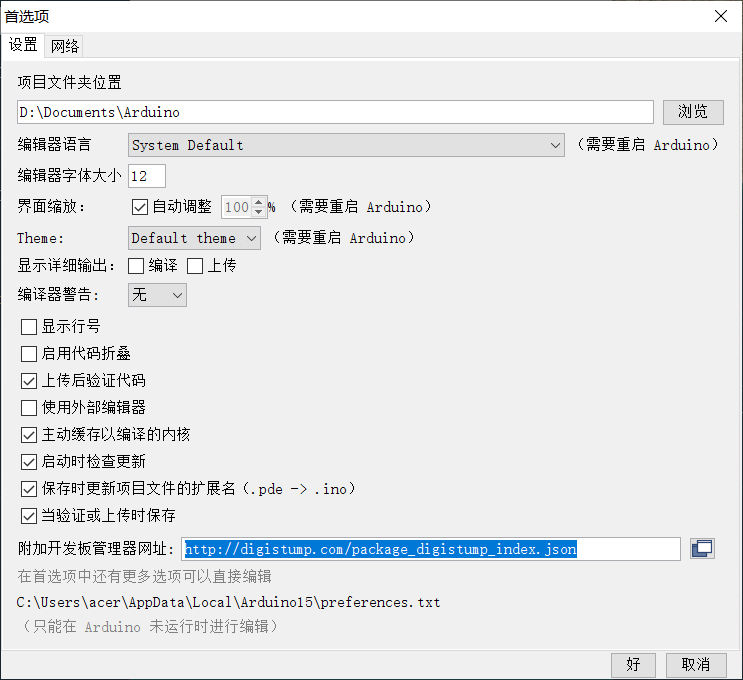 首选项
设置 网络
项目文件夹位置
D:\Documents\Arduino 浏览
编辑器语言 System Default （需要重启 Arduino）
编辑器字体大小 12
界面缩放： 自动调整 100 % （需要重启 Arduino）
Theme: Default theme （需要重启 Arduino）
显示详细输出： 编译 上传
编译器警告: 无
显示行号
启用代码折叠
上传后验证代码
使用外部编辑器
主动缓存以编译的内核
启动时检查更新
保存时更新项目文件的扩展名（.pde -> .ino）
当验证或上传时保存
附加开发板管理器网址: http://digistump.com/package_digistump_index.json
在首选项中还有更多选项可以直接编辑
C:\Users\acer\AppData\Local\Arduino15\preferences.txt
（只能在 Arduino 未运行时进行编辑）
好 取消